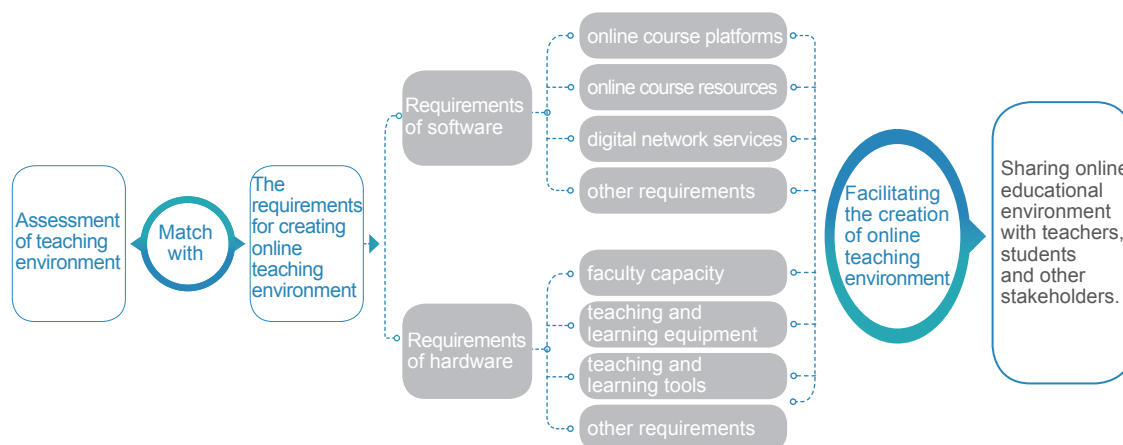 Assessment
of teaching
environment
Match
with
The
requirements
for creating
online
teaching
environment
Requirements
of software
online course platforms
online course resources
digital network services
other requirements
Requirements
of hardware
faculty capacity
teaching and
learning equipment
teaching and
learning tools
other requirements
Facilitating
the creation
of online
teaching
environment
Sharing online
educational
environment
with teachers,
students
and other
stakeholders.